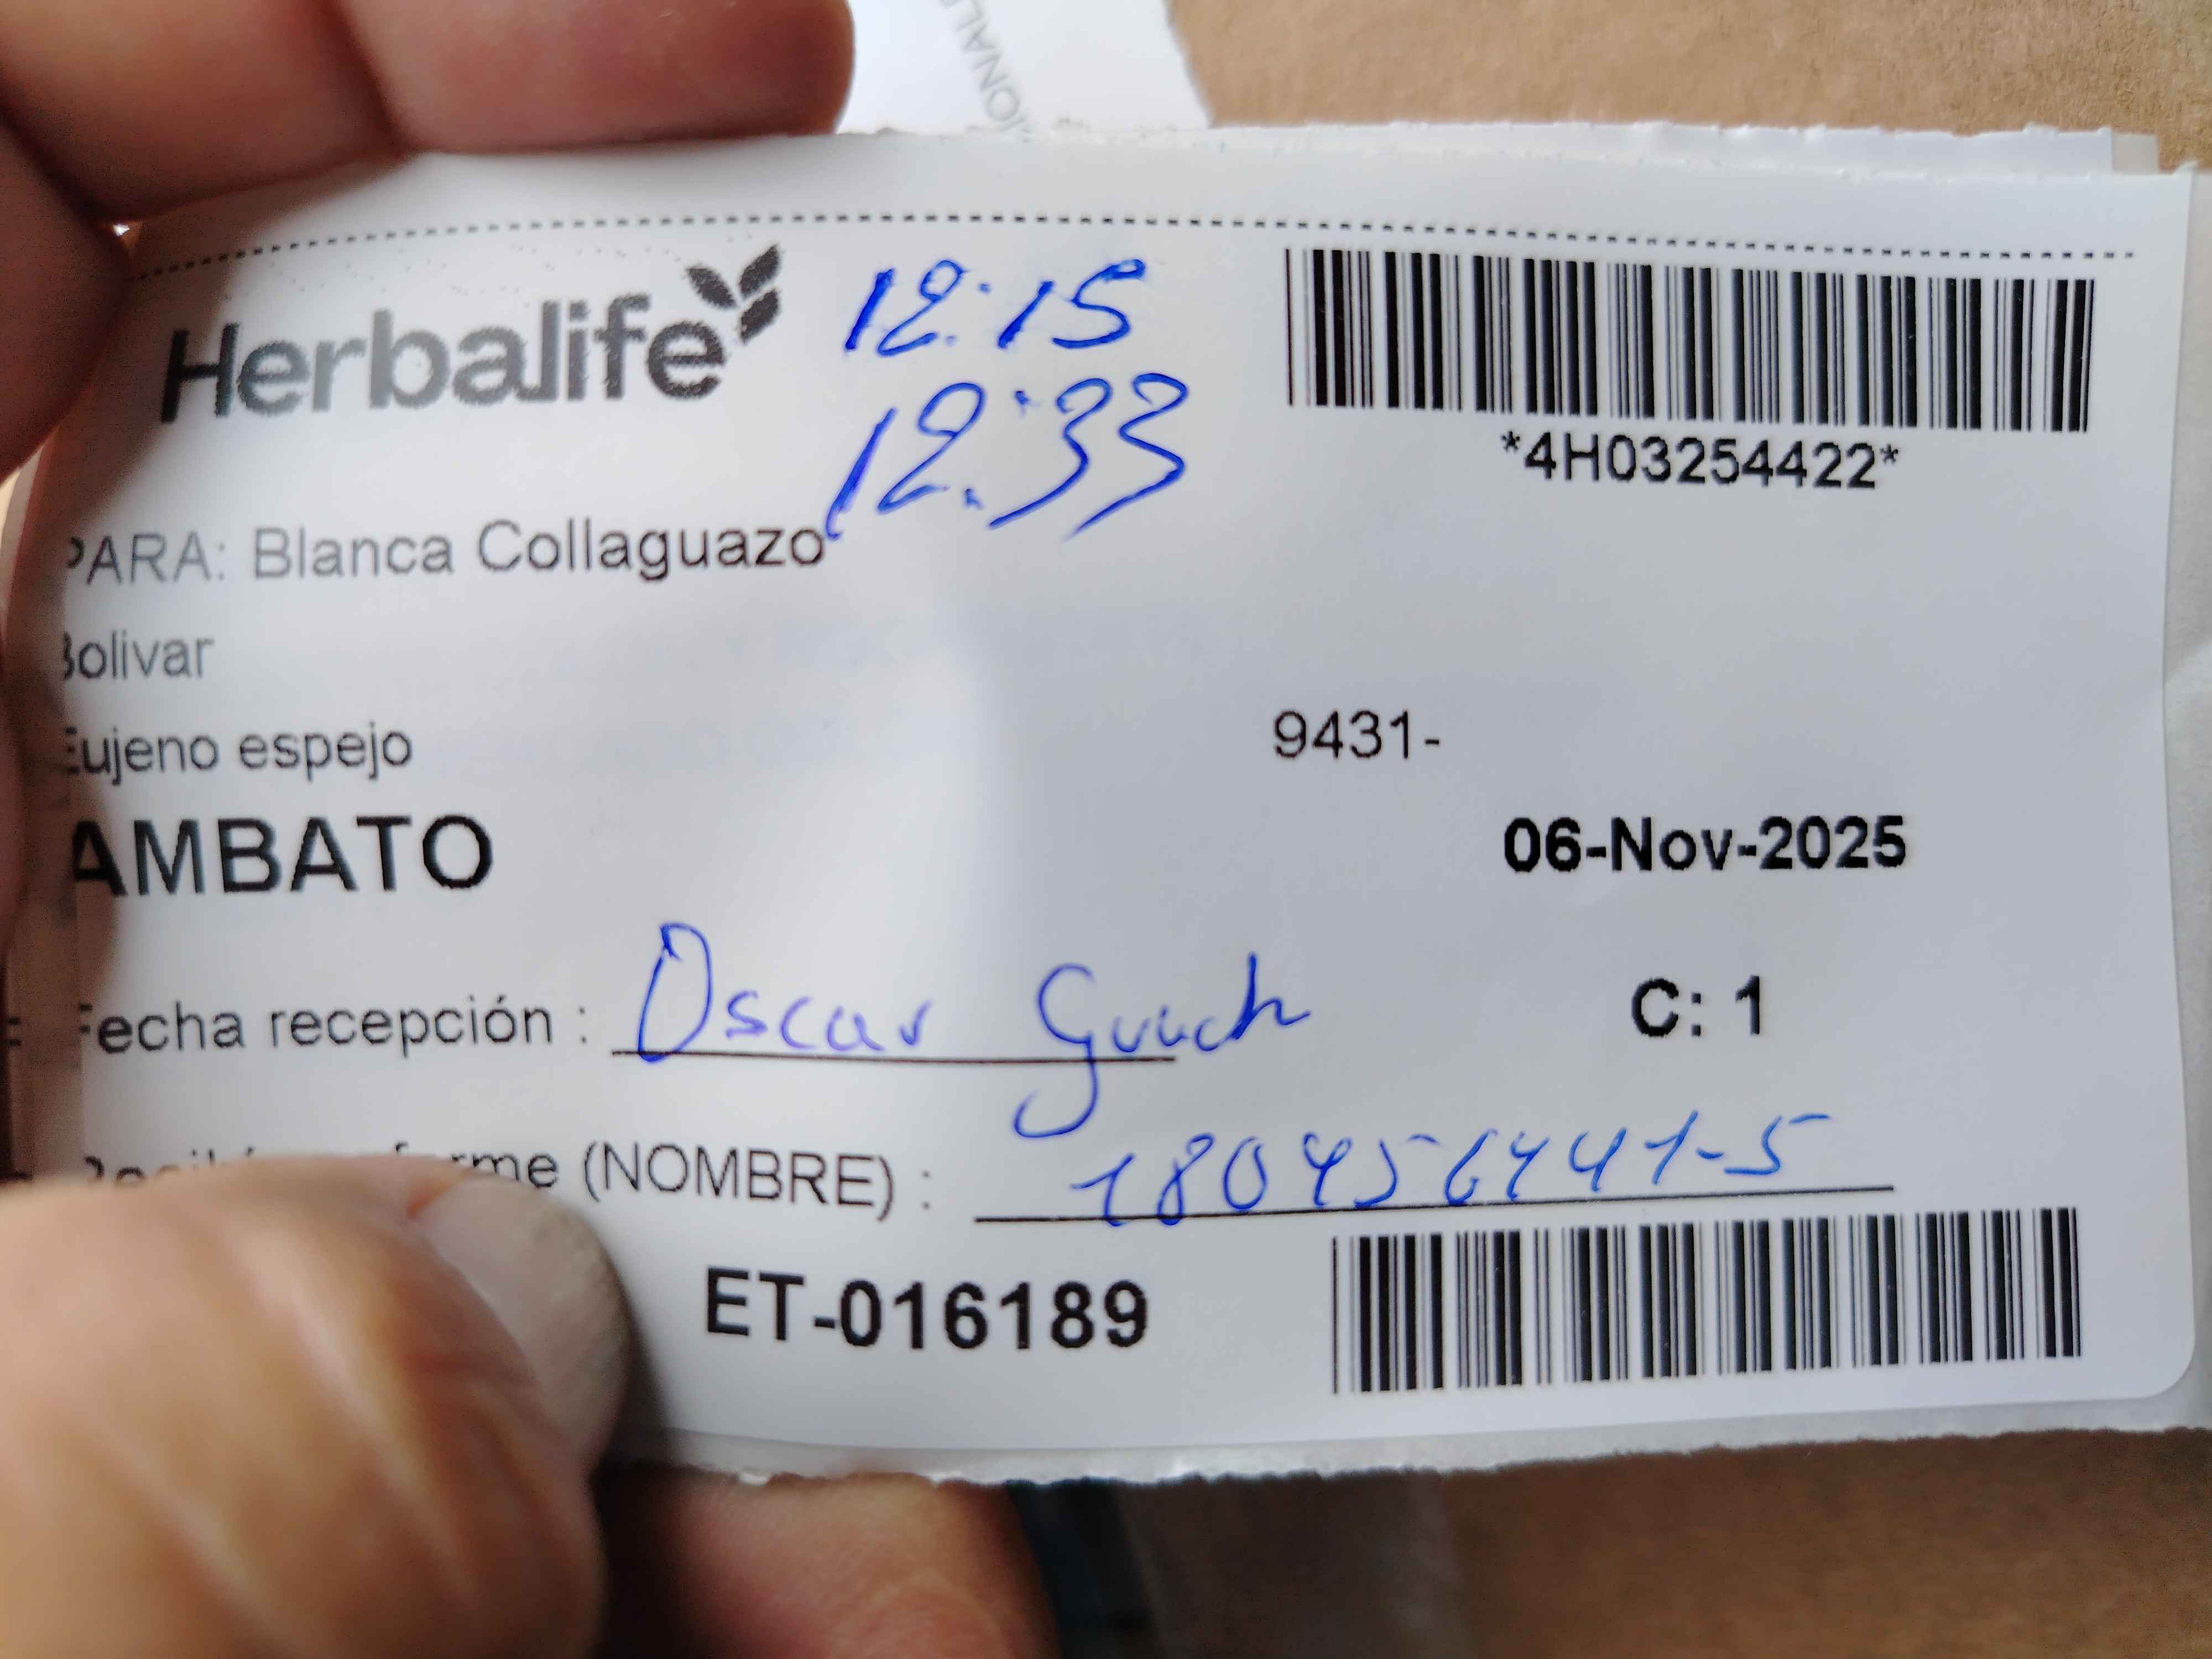 Herbalife
12:15
12:33
*4H03254422*
PARA: Blanca Collaguazo
Bolivar
Eujeno espejo
9431-
AMBATO
06-Nov-2025
Fecha recepción : Oscar
C: 1
(NOMBRE) : 180456441-5
ET-016189